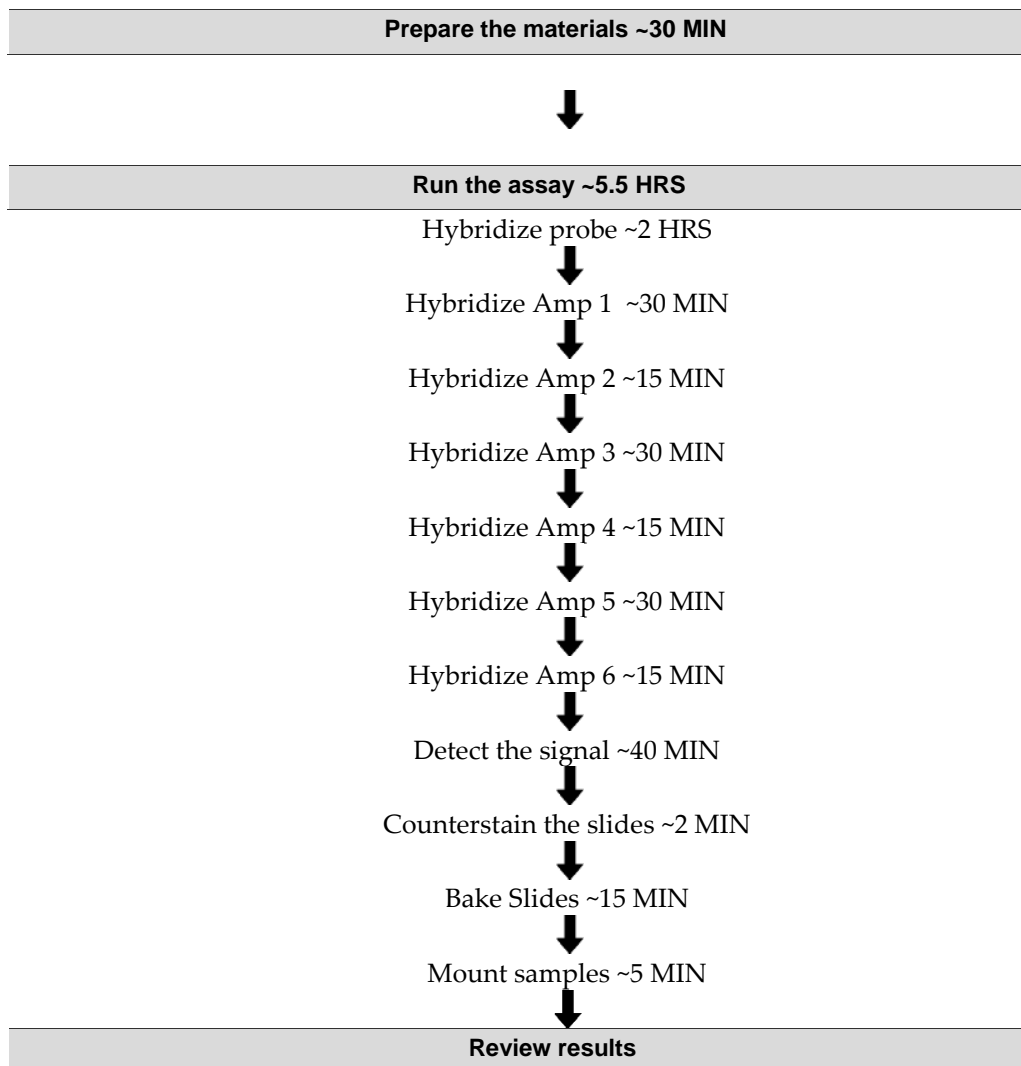 Prepare the materials ~30 MIN
Run the assay ~5.5 HRS
Hybridize probe ~2 HRS
Hybridize Amp 1  ~30 MIN
Hybridize Amp 2 ~15 MIN
Hybridize Amp 3 ~30 MIN
Hybridize Amp 4 ~15 MIN
Hybridize Amp 5 ~30 MIN
Hybridize Amp 6 ~15 MIN
Detect the signal ~40 MIN
Counterstain the slides ~2 MIN
Bake Slides ~15 MIN
Mount samples ~5 MIN
Review results